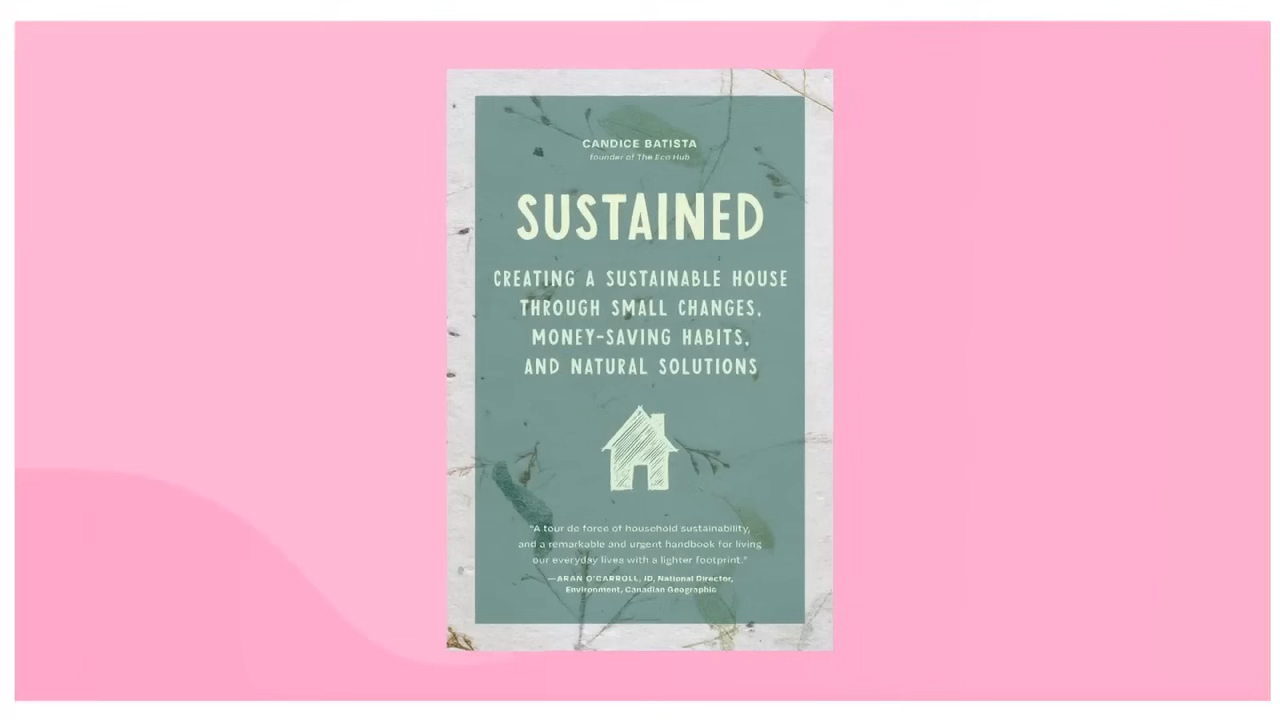 CANDICE BATISTA
founder of The Eco Hub
SUSTAINED
CREATING A SUSTAINABLE HOUSE
THROUGH SMALL CHANGES,
MONEY-SAVING HABITS,
AND NATURAL SOLUTIONS
"A tour de force of household sustainability,
and a remarkable and urgent handbook for living
our everyday lives with a lighter footprint."
—ARAN O'CARROLL, JD, National Director,
Environment, Canadian Geographic